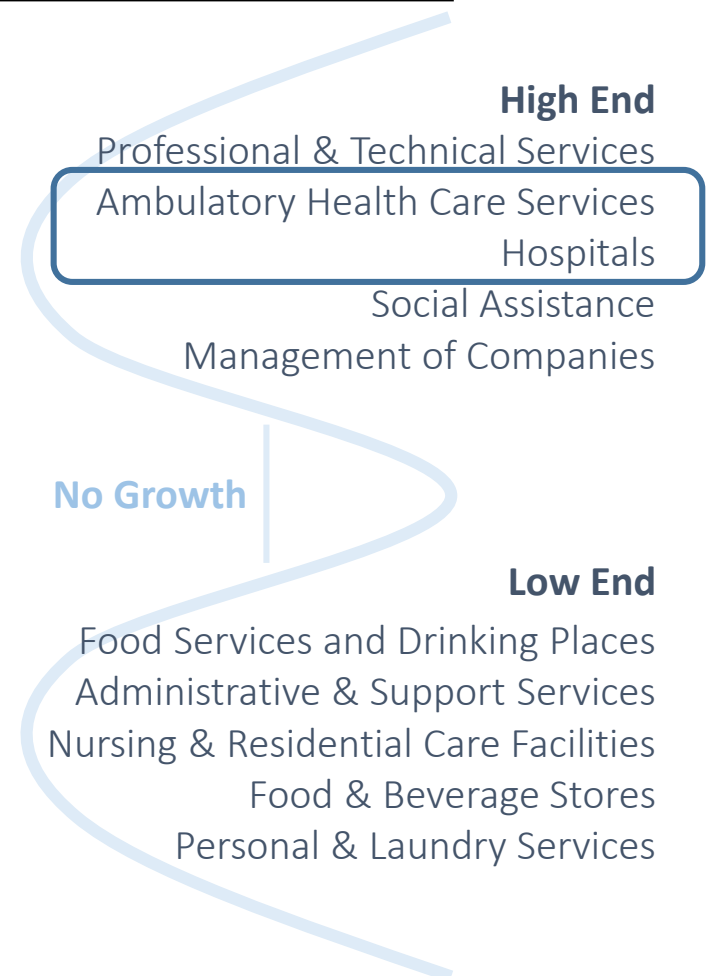 High End
Professional & Technical Services
Ambulatory Health Care Services
Hospitals
Social Assistance
Management of Companies
No Growth
Low End
Food Services and Drinking Places
Administrative & Support Services
Nursing & Residential Care Facilities
Food & Beverage Stores
Personal & Laundry Services